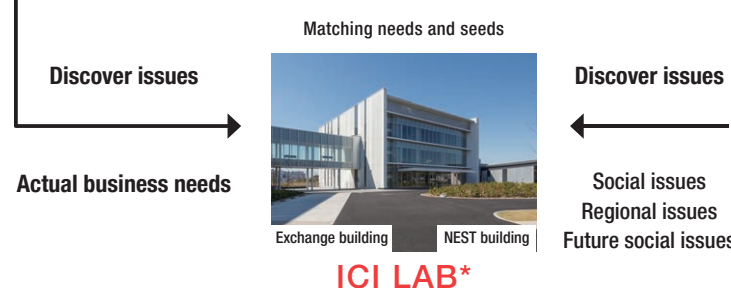 Matching needs and seeds
Discover issues
Actual business needs
Exchange building
NEST building
ICI LAB*
Discover issues
Social issues
Regional issues
Future social issues